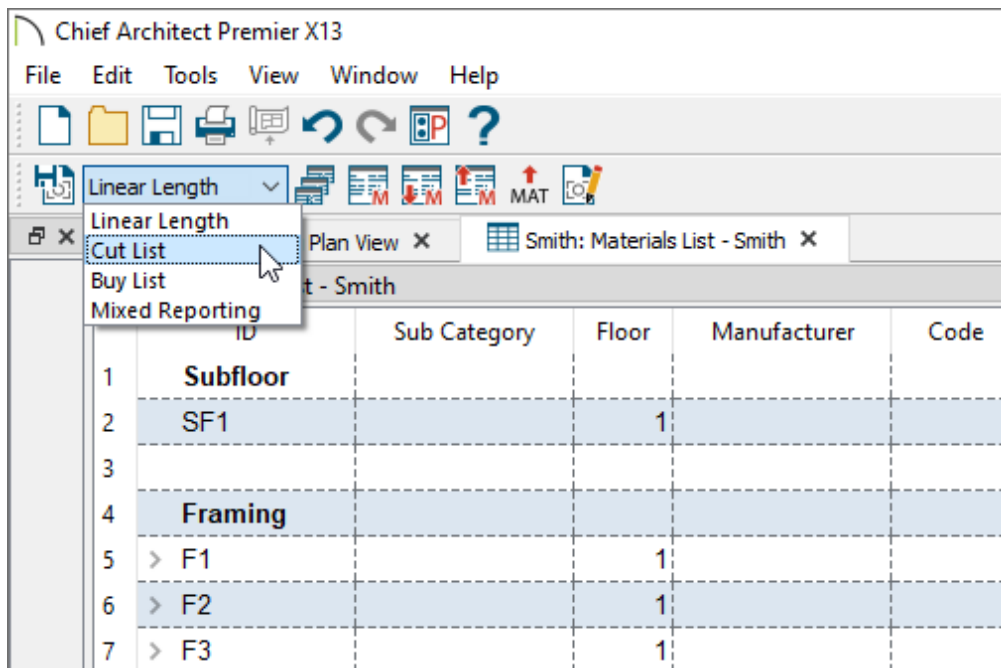 Chief Architect Premier X13
File Edit Tools View Window Help
P ?
Linear Length M M M MAT
Linear Length
Cut List
Buy List
Mixed Reporting
Plan View Smith: Materials List - Smith
t - Smith
ID Sub Category Floor Manufacturer Code
1 Subfloor
2 SF1 1
3
4 Framing
5 F1 1
6 F2 1
7 F3 1